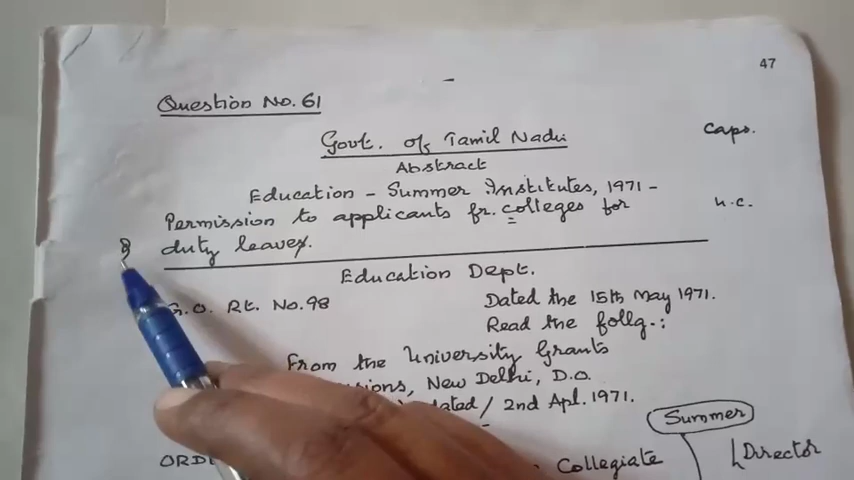 47
Question No. 61
Govt. of Tamil Nadu
Caps.
Abstract
Education - Summer Institutes, 1971 -
Permission to applicants fr. colleges for
u.c.
duty leaves.
Education Dept.
G.O. Rt. No. 98
Dated the 15th May 1971.
Read the follg.:
From the University Grants
New Delhi, D.O.
dated / 2nd Apl. 1971.
Summer
Collegiate
Director